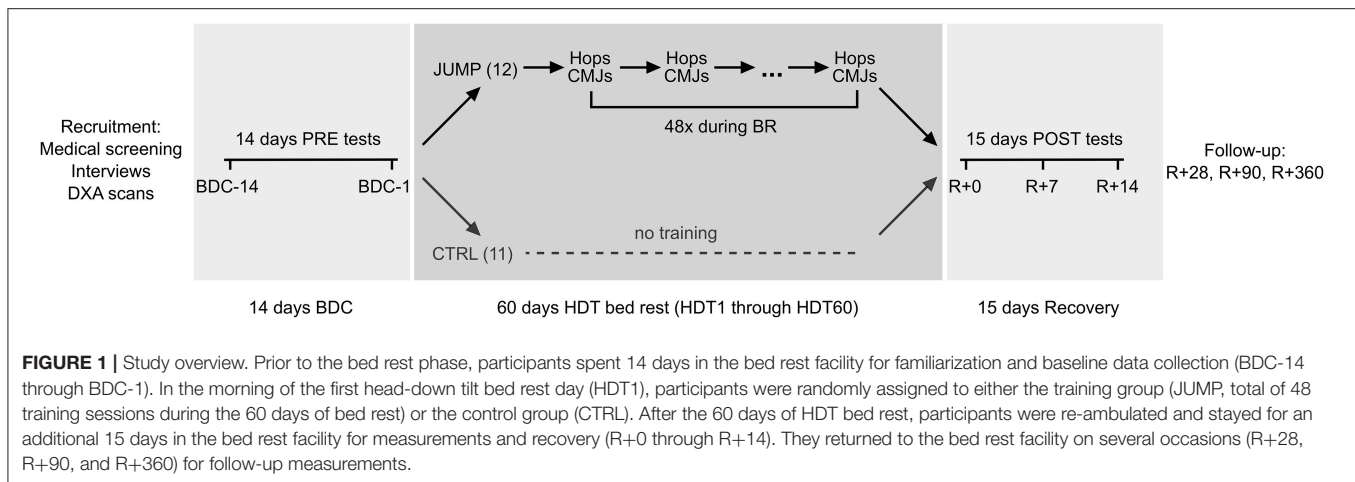 Recruitment:
Medical screening
Interviews
DXA scans
14 days PRE tests
BDC-14
BDC-1
JUMP (12)
Hops
CMJs
Hops
CMJs
...
Hops
CMJs
48x during BR
CTRL (11)
no training
15 days POST tests
R+0
R+7
R+14
Follow-up:
R+28, R+90, R+360
14 days BDC
60 days HDT bed rest (HDT1 through HDT60)
15 days Recovery
FIGURE 1 | Study overview. Prior to the bed rest phase, participants spent 14 days in the bed rest facility for familiarization and baseline data collection (BDC-14
through BDC-1). In the morning of the first head-down tilt bed rest day (HDT1), participants were randomly assigned to either the training group (JUMP, total of 48
training sessions during the 60 days of bed rest) or the control group (CTRL). After the 60 days of HDT bed rest, participants were re-ambulated and stayed for an
additional 15 days in the bed rest facility for measurements and recovery (R+0 through R+14). They returned to the bed rest facility on several occasions (R+28,
R+90, and R+360) for follow-up measurements.